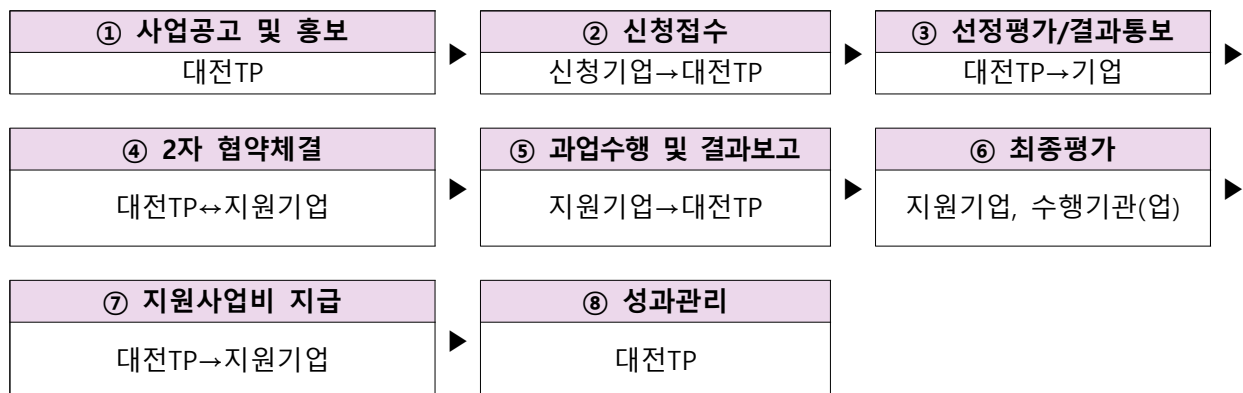 ① 사업공고 및 홍보
대전TP
▶
② 신청접수
신청기업→대전TP
▶
③ 선정평가/결과통보
대전TP→기업
▶
④ 2자 협약체결
대전TP↔지원기업
▶
⑤ 과업수행 및 결과보고
지원기업→대전TP
▶
⑥ 최종평가
지원기업, 수행기관(업)
▶
⑦ 지원사업비 지급
대전TP→지원기업
▶
⑧ 성과관리
대전TP